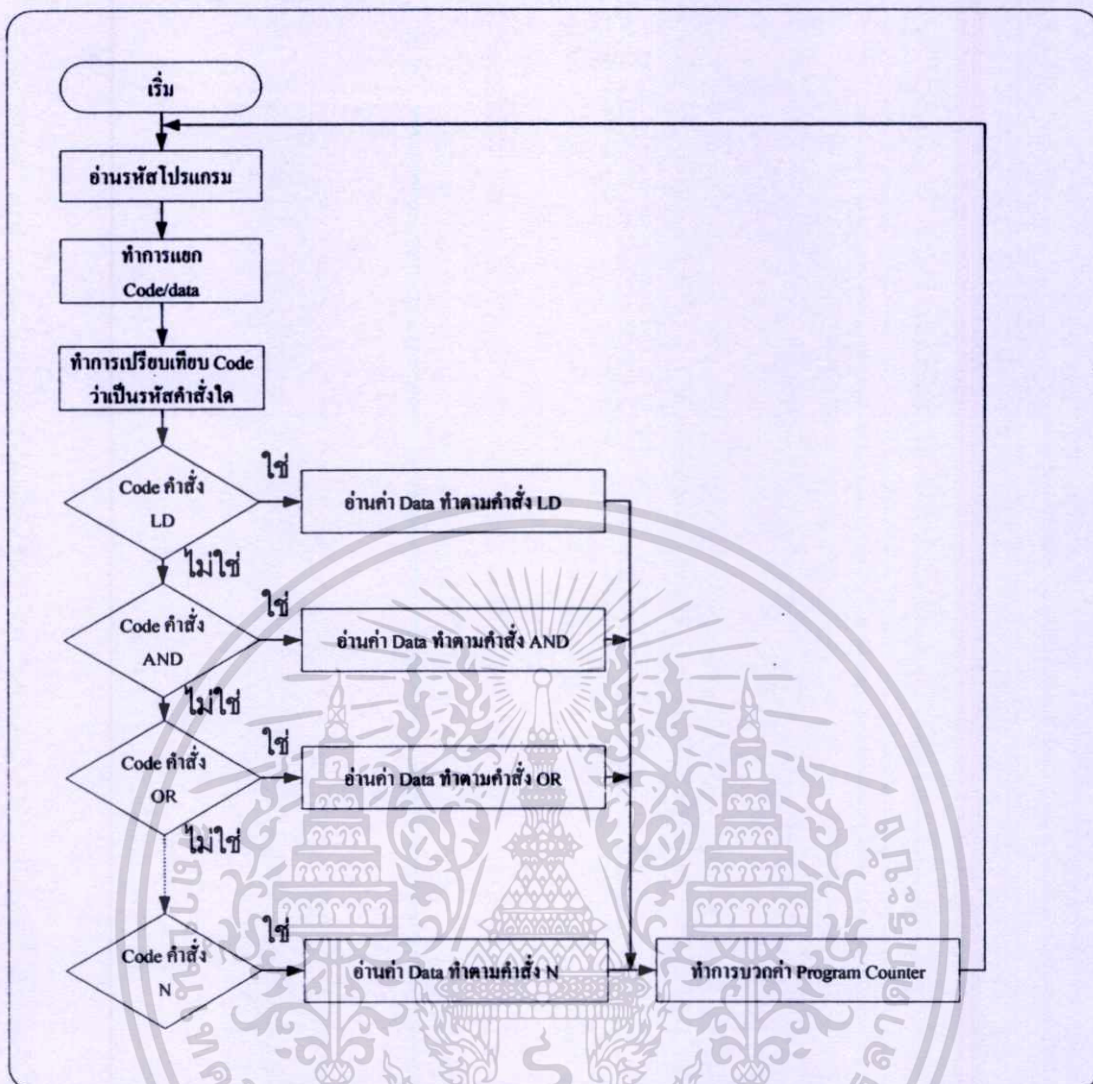 เริ่ม
อ่านรหัสโปรแกรม
ทำการแยก
Code/data
ทำการเปรียบเทียบ Code
ว่าเป็นรหัสคำสั่งใด
Code คำสั่ง
LD
ใช่
อ่านค่า Data ทำตามคำสั่ง LD
ไม่ใช่
Code คำสั่ง
AND
ใช่
อ่านค่า Data ทำตามคำสั่ง AND
ไม่ใช่
Code คำสั่ง
OR
ใช่
อ่านค่า Data ทำตามคำสั่ง OR
ไม่ใช่
Code คำสั่ง
N
ใช่
อ่านค่า Data ทำตามคำสั่ง N
ทำการบวกค่า Program Counter